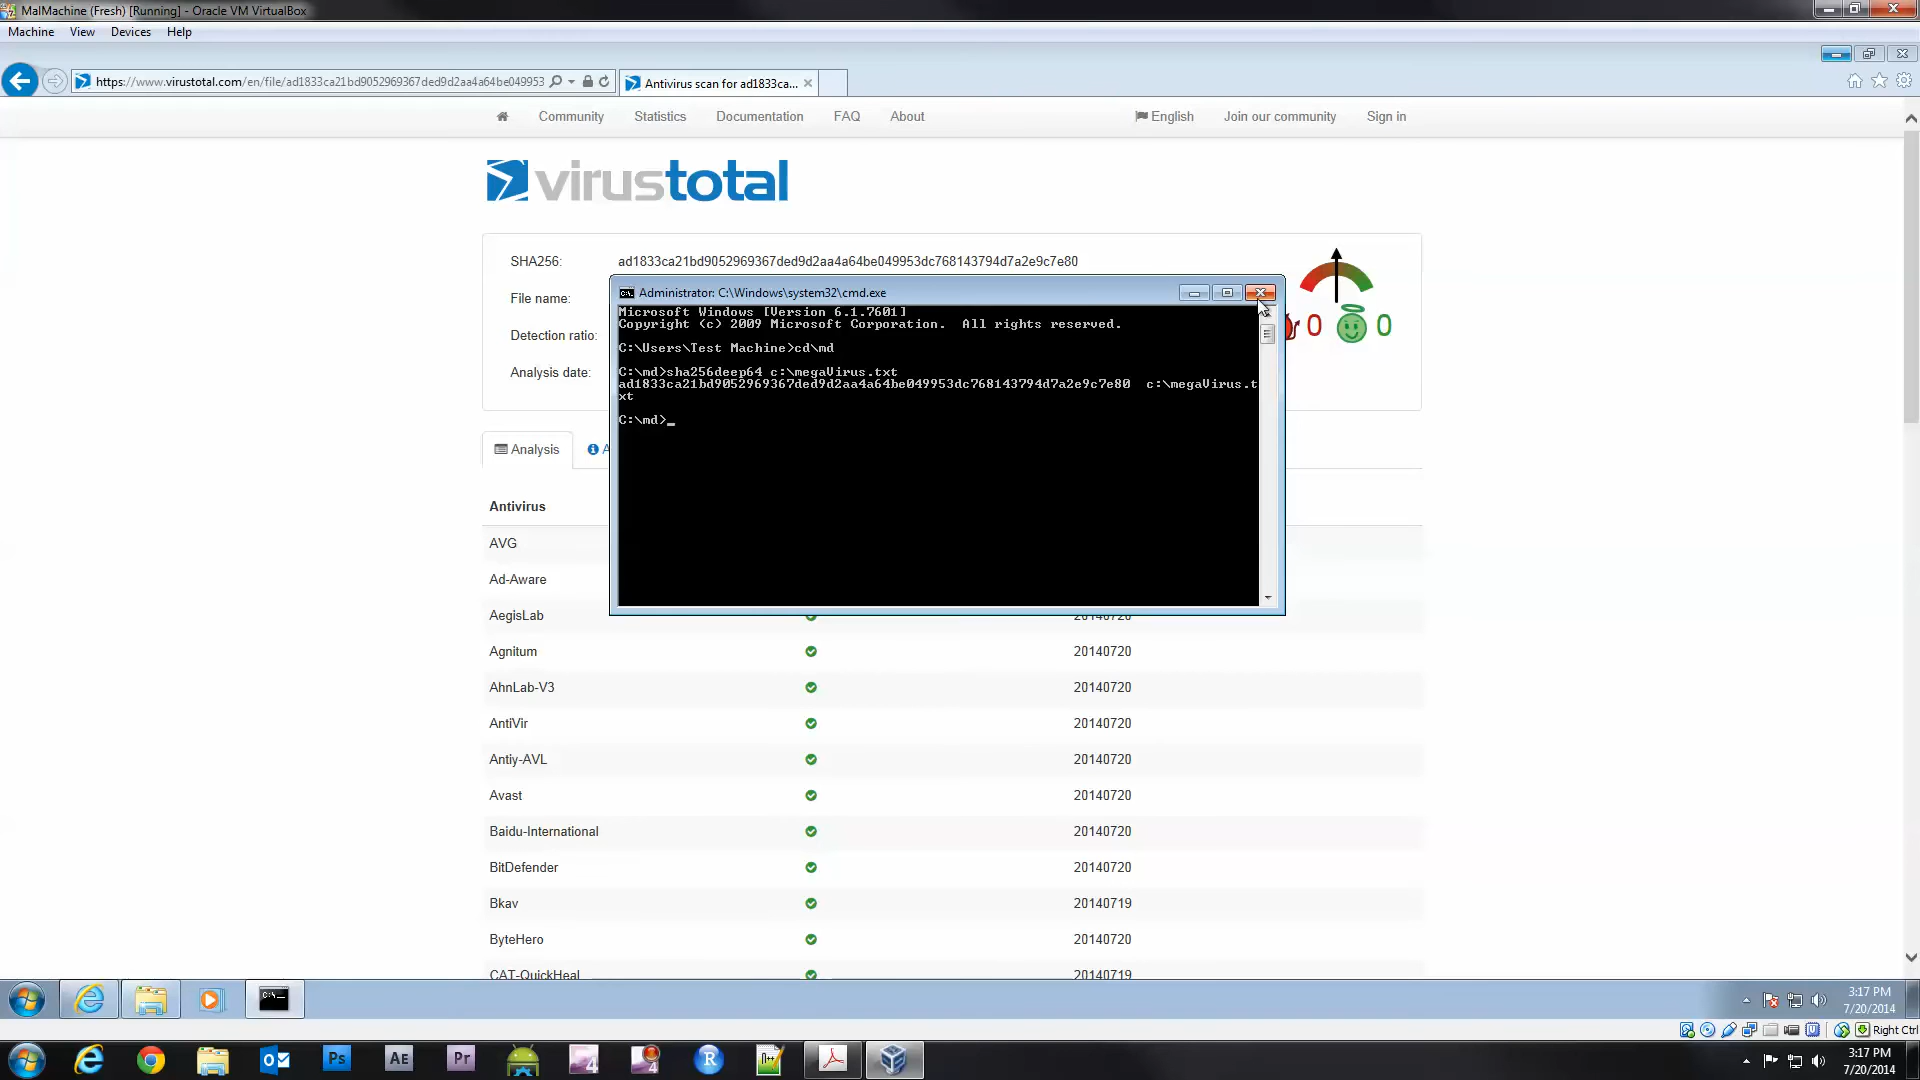 MalMachine (Fresh) [Running] - Oracle VM VirtualBox
Machine View Devices Help
https://www.virustotal.com/en/file/ad1833ca21bd9052969367ded9d2aa4a64be049953
Antivirus scan for ad1833ca...
Community Statistics Documentation FAQ About English Join our community Sign in
virustotal
SHA256: ad1833ca21bd9052969367ded9d2aa4a64be049953dc768143794d7a2e9c7e80
File name:
Detection ratio:
Analysis date:
0 0
Administrator: C:\Windows\system32\cmd.exe
Microsoft Windows [Version 6.1.7601]
Copyright (c) 2009 Microsoft Corporation. All rights reserved.
C:\Users\Test Machine>cd\md
C:\md>sha256deep64 c:\megaVirus.txt
ad1833ca21bd9052969367ded9d2aa4a64be049953dc768143794d7a2e9c7e80 c:\megaVirus.t
xt
C:\md>_
Analysis
Antivirus
AVG
Ad-Aware
AegisLab 20140720
Agnitum 20140720
AhnLab-V3 20140720
AntiVir 20140720
Antiy-AVL 20140720
Avast 20140720
Baidu-International 20140720
BitDefender 20140720
Bkav 20140719
ByteHero 20140720
CAT-QuickHeal 20140719
3:17 PM
7/20/2014
Right Ctrl
Ps AE Pr 4 4 R
3:17 PM
7/20/2014